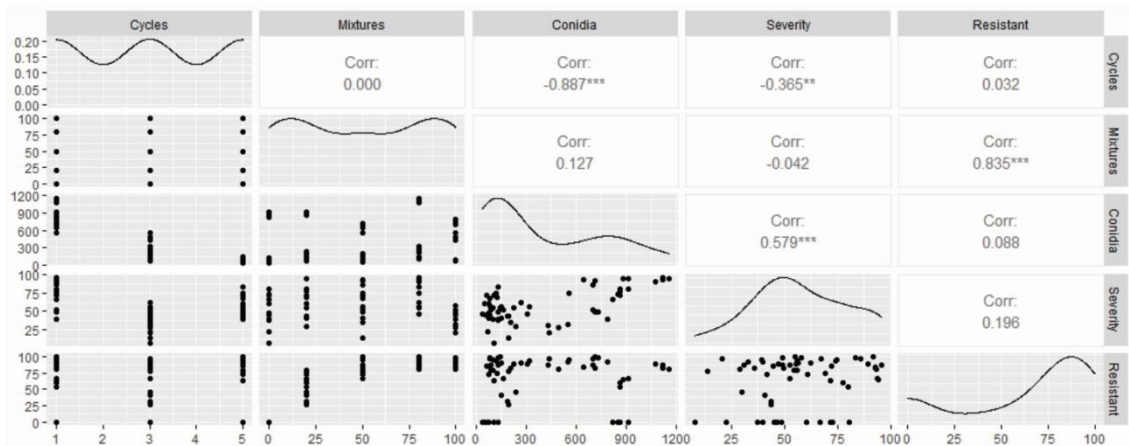 Cycles Mixtures Conidia Severity Resistant
0.20
0.15
0.10
0.05
0.00
Corr:
0.000
Corr:
-0.887***
Corr:
-0.365**
Corr:
0.032
Cycles
100
75
50
25
0
Corr:
0.127
Corr:
-0.042
Corr:
0.835***
Mixtures
1200
900
600
300
0
Corr:
0.579***
Corr:
0.088
Conidia
100
75
50
25
Corr:
0.196
Severity
100
75
50
25
0
Resistant
1 2 3 4 5 0 25 50 75 100 0 300 600 900 1200 25 50 75 100 0 25 50 75 100